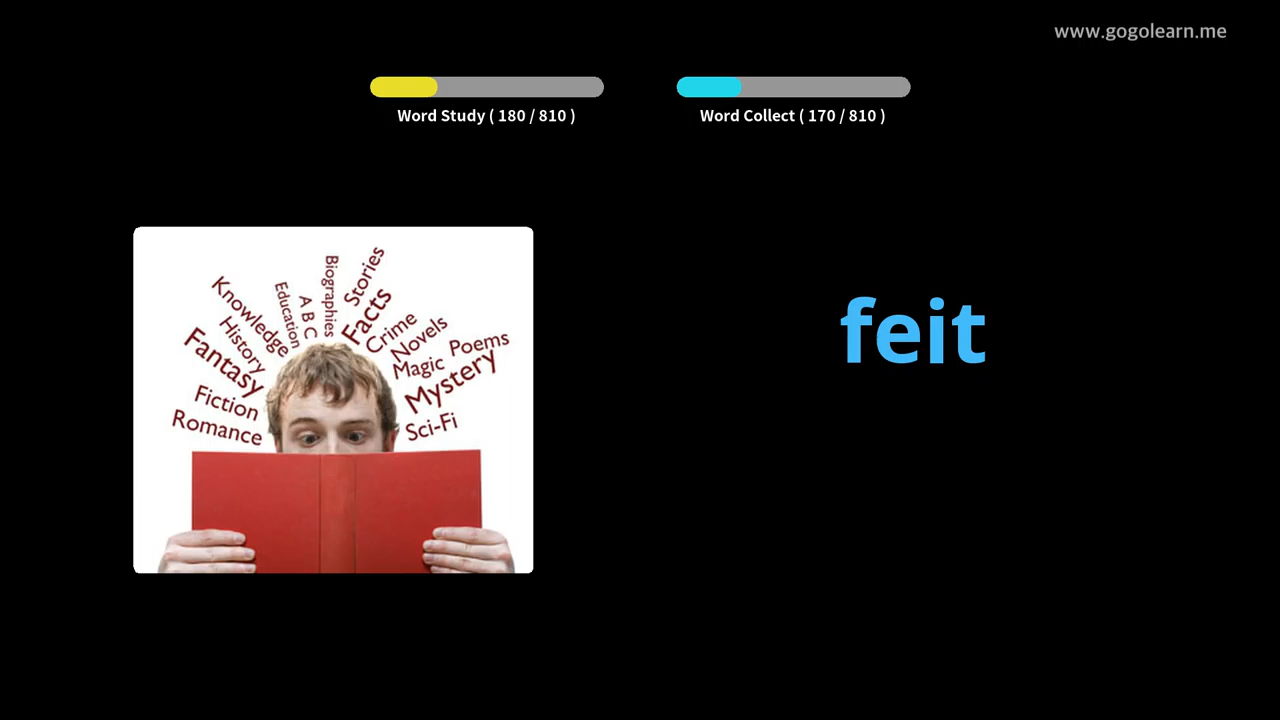 www.gogolearn.me
Word Study ( 180 / 810 )
Word Collect ( 170 / 810 )
feit
Biographies
Stories
Facts
Education
A B C
Knowledge
Crime
Novels
History
Poems
Fantasy
Magic
Mystery
Fiction
Romance
Sci-Fi